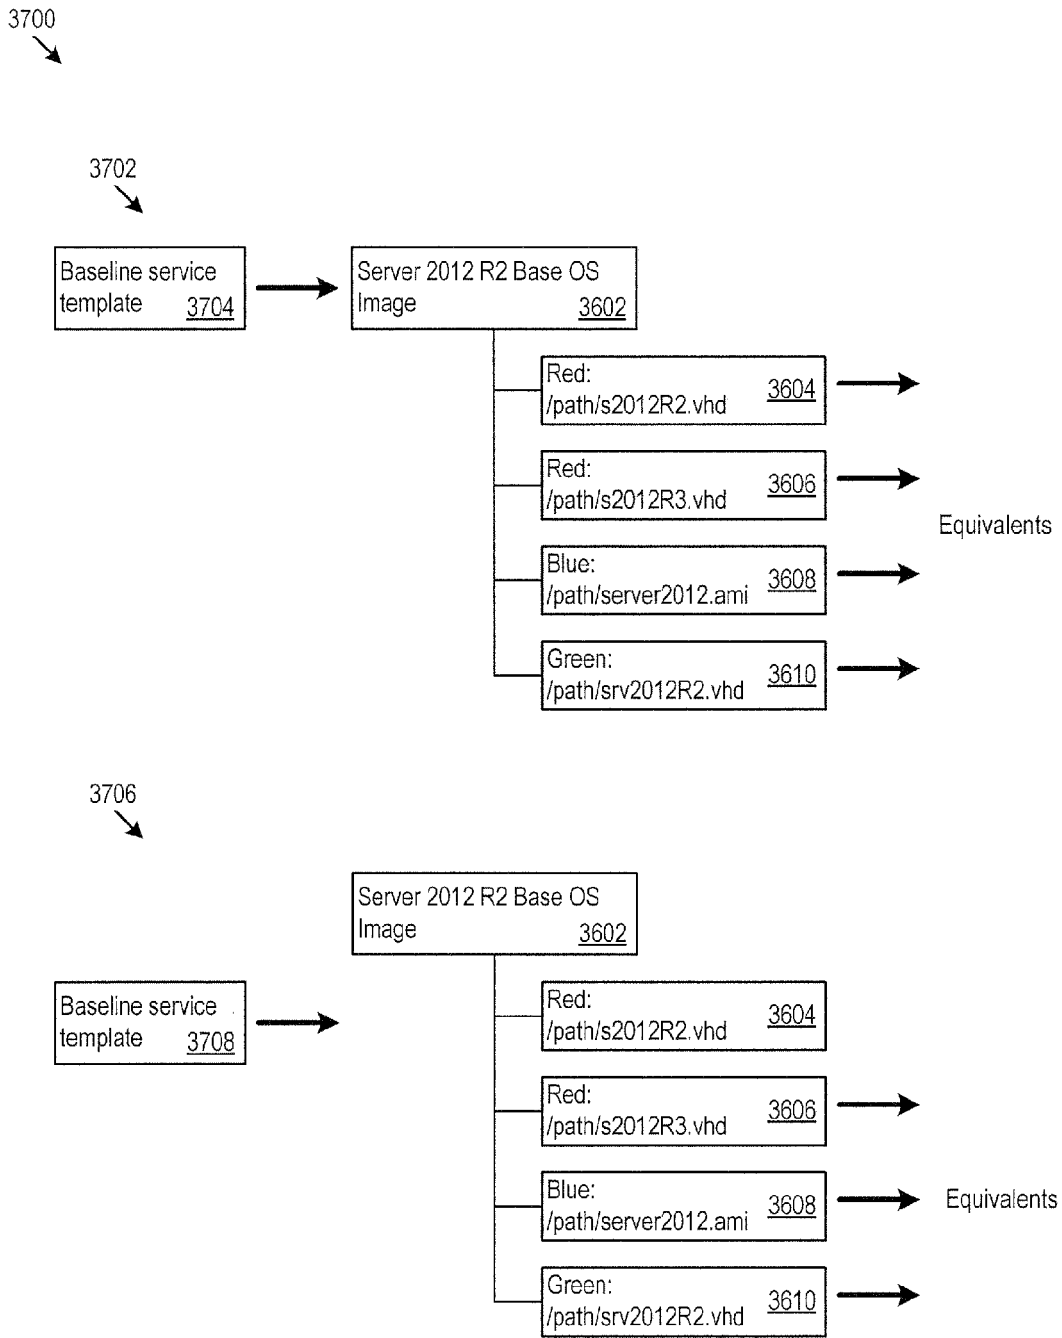 3700
3702
Baseline service
template 3704
Server 2012 R2 Base OS
Image 3602
Red:
/path/s2012R2.vhd 3604
Red:
/path/s2012R3.vhd 3606
Equivalents
Blue:
/path/server2012.ami 3608
Green:
/path/srv2012R2.vhd 3610
3706
Server 2012 R2 Base OS
Image 3602
Baseline service
template 3708
Red:
/path/s2012R2.vhd 3604
Red:
/path/s2012R3.vhd 3606
Blue:
/path/server2012.ami 3608
Equivalents
Green:
/path/srv2012R2.vhd 3610